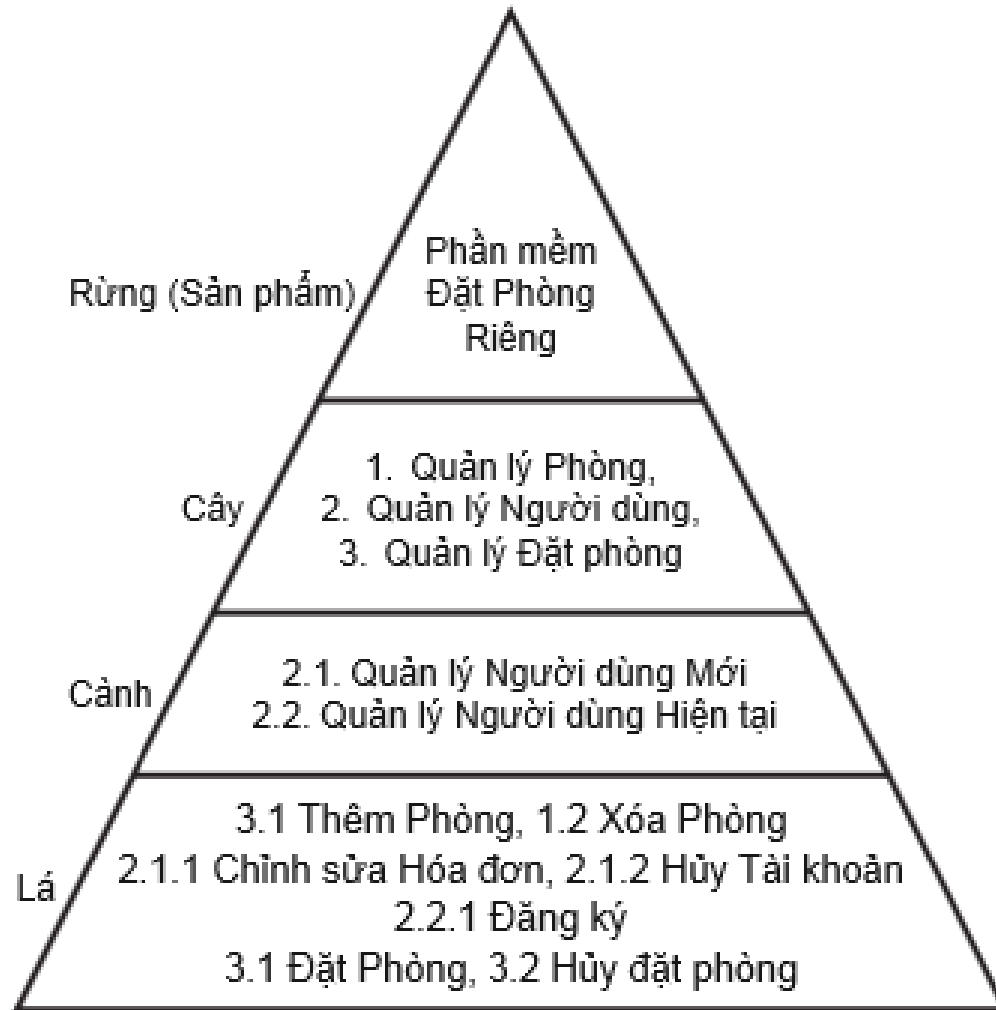 Phần mềm
Rừng (Sản phẩm) Đặt Phòng
Riêng
1. Quản lý Phòng,
Cây 2. Quản lý Người dùng,
3. Quản lý Đặt phòng
Cành 2.1. Quản lý Người dùng Mới
2.2. Quản lý Người dùng Hiện tại
3.1 Thêm Phòng, 1.2 Xóa Phòng
Lá 2.1.1 Chỉnh sửa Hóa đơn, 2.1.2 Hủy Tài khoản
2.2.1 Đăng ký
3.1 Đặt Phòng, 3.2 Hủy đặt phòng